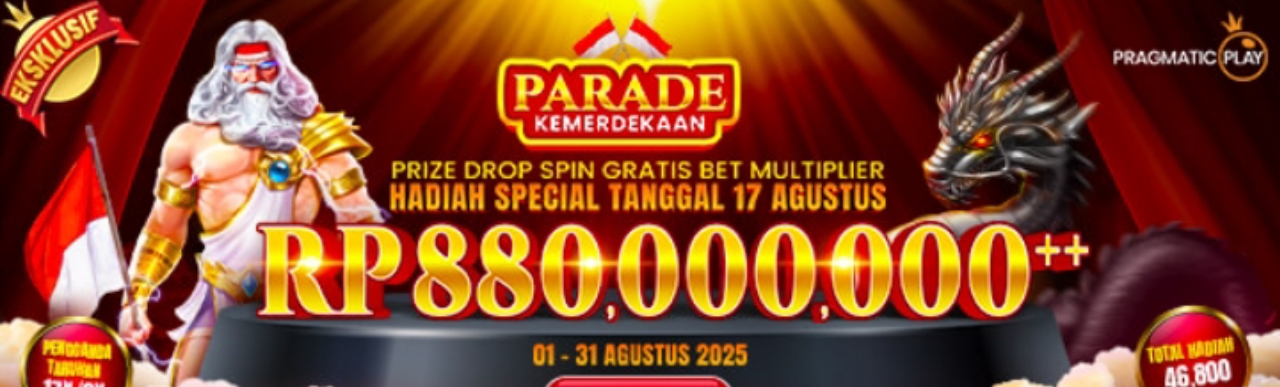 EKSKLUSIF
PRAGMATIC PLAY
PARADE
KEMERDEKAAN
PRIZE DROP SPIN GRATIS BET MULTIPLIER
HADIAH SPECIAL TANGGAL 17 AGUSTUS
RP880,000,000++
01 - 31 AGUSTUS 2025
PENGGANDA
TARUHAN
TOTAL HADIAH
46,800